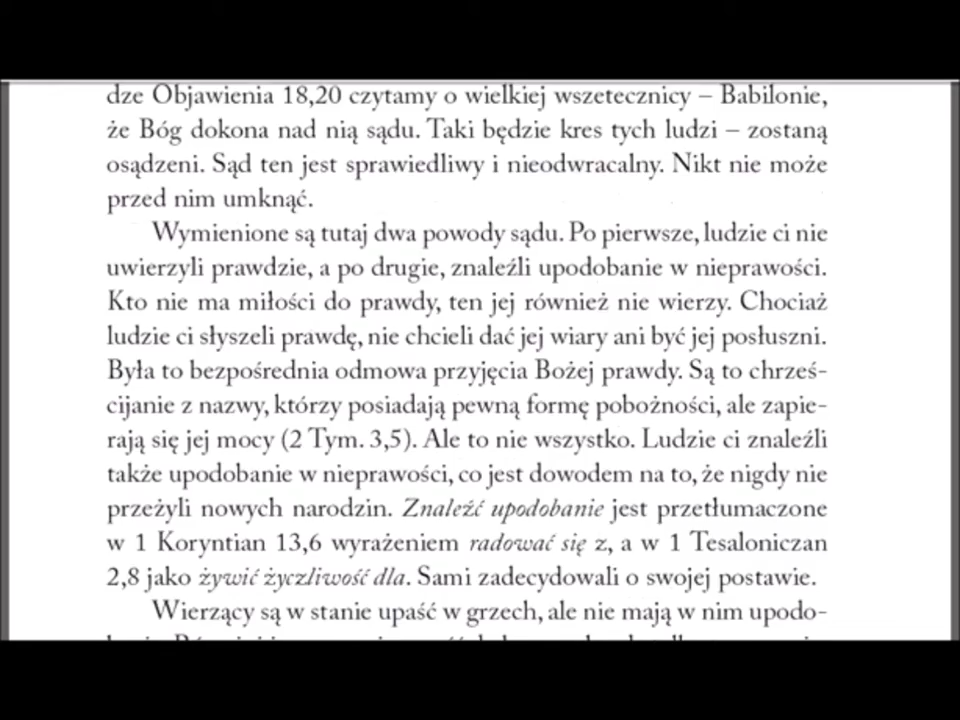 dze Objawienia 18,20 czytamy o wielkiej wszetecznicy – Babilonie,
że Bóg dokona nad nią sądu. Taki będzie kres tych ludzi – zostaną
osądzeni. Sąd ten jest sprawiedliwy i nieodwracalny. Nikt nie może
przed nim umknąć.
Wymienione są tutaj dwa powody sądu. Po pierwsze, ludzie ci nie
uwierzyli prawdzie, a po drugie, znaleźli upodobanie w nieprawości.
Kto nie ma miłości do prawdy, ten jej również nie wierzy. Chociaż
ludzie ci słyszeli prawdę, nie chcieli dać jej wiary ani być jej posłuszni.
Była to bezpośrednia odmowa przyjęcia Bożej prawdy. Są to chrześ-
cijanie z nazwy, którzy posiadają pewną formę pobożności, ale zapie-
rają się jej mocy (2 Tym. 3,5). Ale to nie wszystko. Ludzie ci znaleźli
także upodobanie w nieprawości, co jest dowodem na to, że nigdy nie
przeżyli nowych narodzin. Znaleźć upodobanie jest przetłumaczone
w 1 Koryntian 13,6 wyrażeniem radować się z, a w 1 Tesaloniczan
2,8 jako żywić życzliwość dla. Sami zadecydowali o swojej postawie.
Wierzący są w stanie upaść w grzech, ale nie mają w nim upodo-